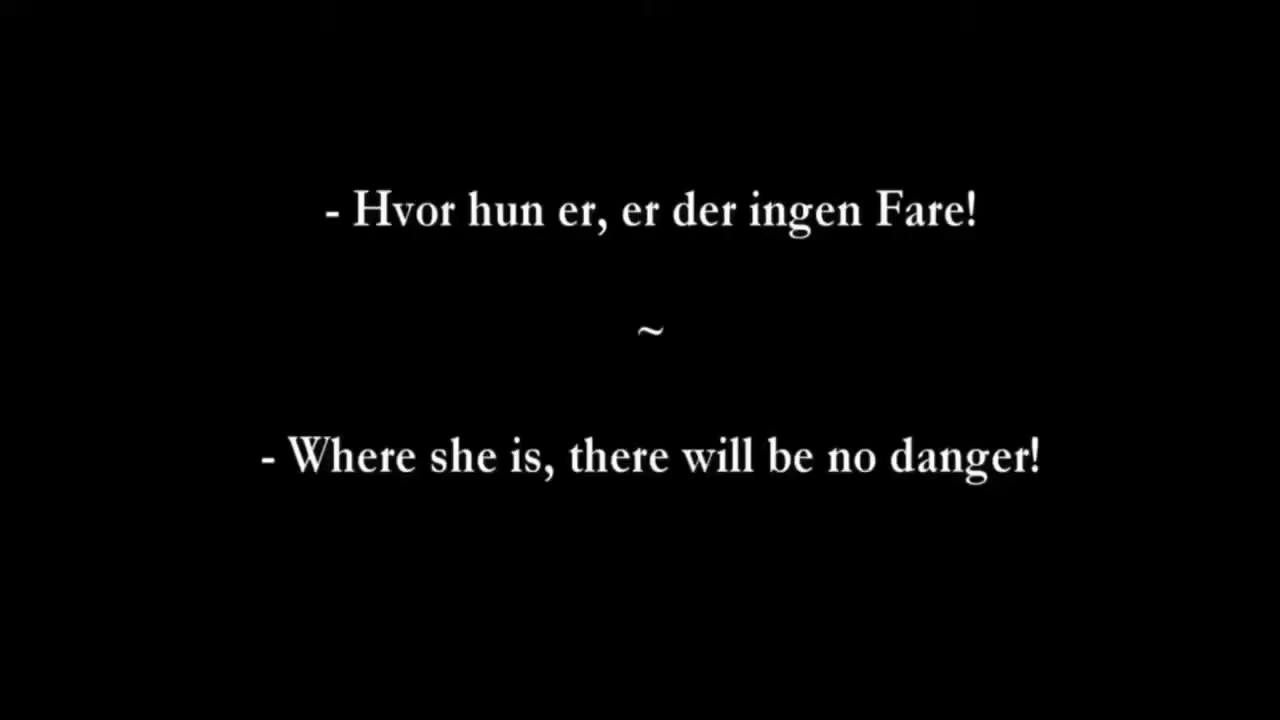 - Hvor hun er, er der ingen Fare!
~
- Where she is, there will be no danger!